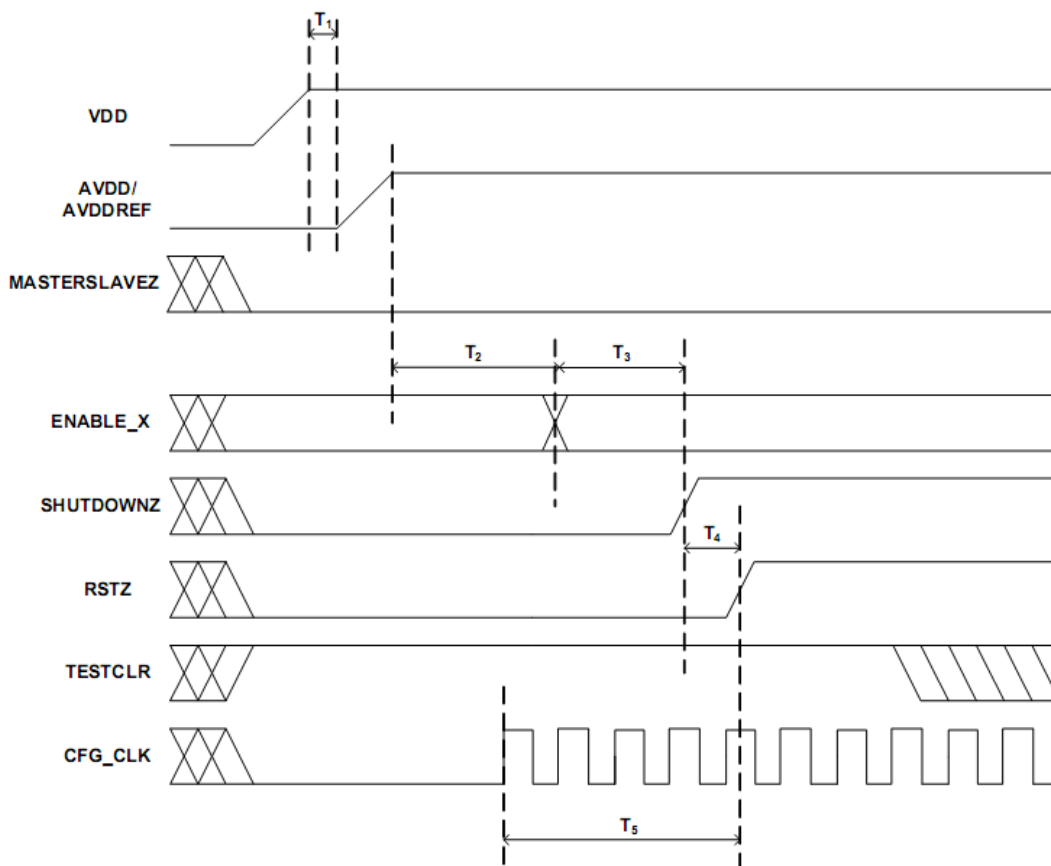 T₁
VDD
AVDD/
AVDDREF
MASTERSLAVEZ
T₂
T₃
ENABLE_X
SHUTDOWNZ
T₄
RSTZ
TESTCLR
CFG_CLK
T₅